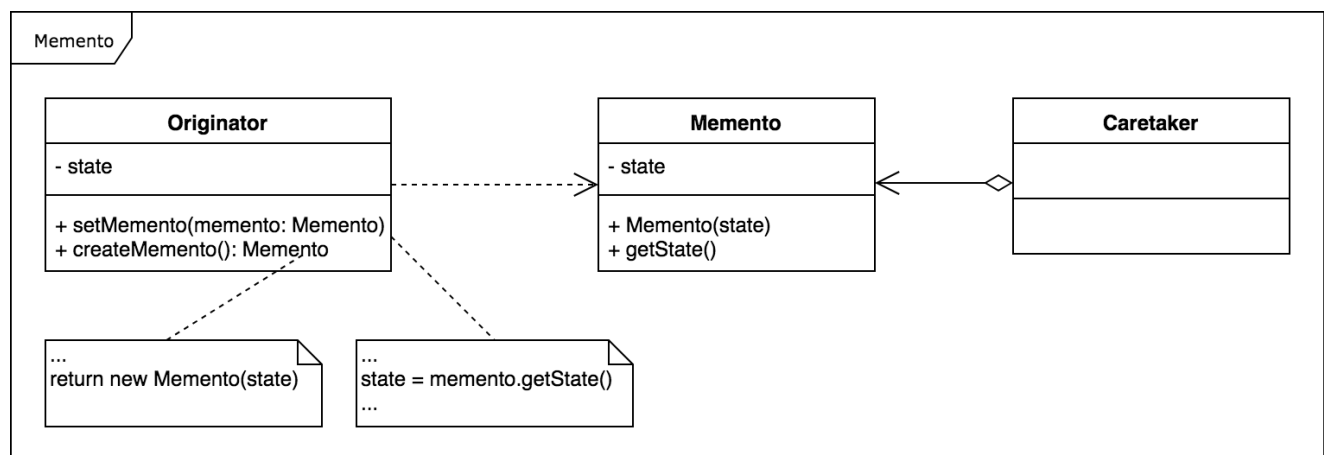 Memento
Originator
- state
+ setMemento(memento: Memento)
+ createMemento(): Memento
Memento
- state
+ Memento(state)
+ getState()
Caretaker
...
return new Memento(state)
...
state = memento.getState()
...